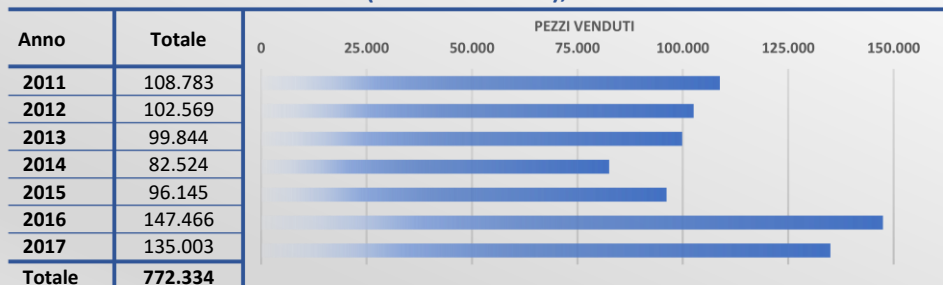 PEZZI VENDUTI
Anno Totale 0 25.000 50.000 75.000 100.000 125.000 150.000
2011 108.783
2012 102.569
2013 99.844
2014 82.524
2015 96.145
2016 147.466
2017 135.003
Totale 772.334